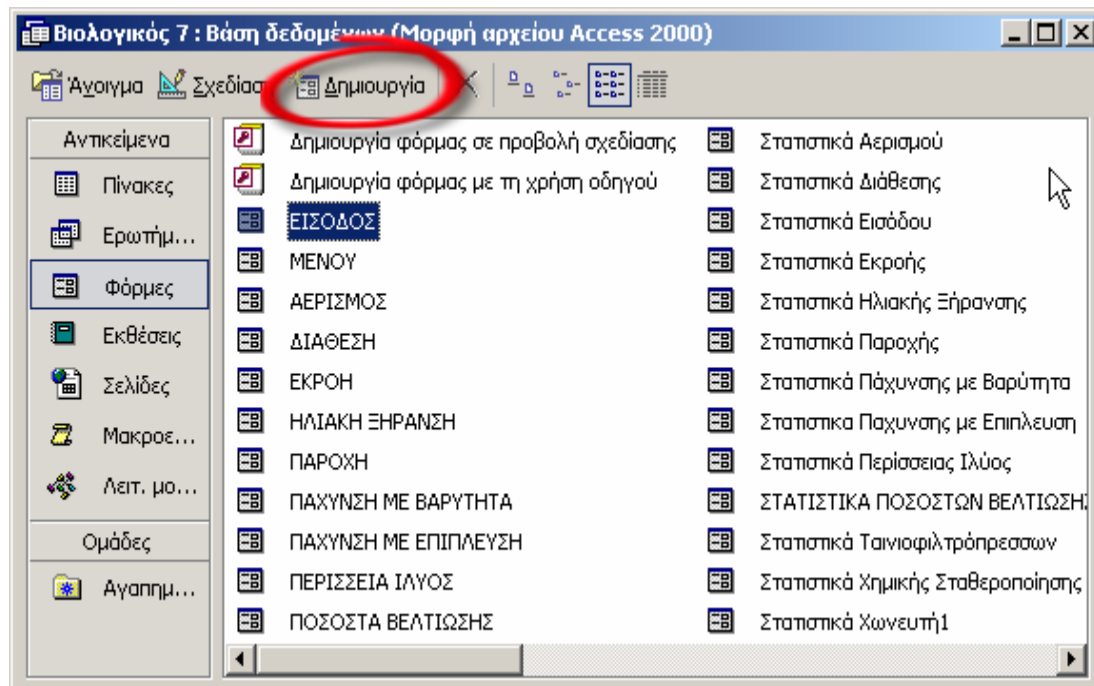 Βιολογικός 7 : Βάση δεδομένων (Μορφή αρχείου Access 2000)
Άνοιγμα Σχεδίασ Δημιουργία
Αντικείμενα
Πίνακες
Ερωτήμ...
Φόρμες
Εκθέσεις
Σελίδες
Μακροε...
Λειτ. μο...
Ομάδες
Αγαπημ...
Δημιουργία φόρμας σε προβολή σχεδίασης
Δημιουργία φόρμας με τη χρήση οδηγού
ΕΙΣΟΔΟΣ
ΜΕΝΟΥ
ΑΕΡΙΣΜΟΣ
ΔΙΑΘΕΣΗ
ΕΚΡΟΗ
ΗΛΙΑΚΗ ΞΗΡΑΝΣΗ
ΠΑΡΟΧΗ
ΠΑΧΥΝΣΗ ΜΕ ΒΑΡΥΤΗΤΑ
ΠΑΧΥΝΣΗ ΜΕ ΕΠΙΠΛΕΥΣΗ
ΠΕΡΙΣΣΕΙΑ ΙΛΥΟΣ
ΠΟΣΟΣΤΑ ΒΕΛΤΙΩΣΗΣ
Στατιστικά Αερισμού
Στατιστικά Διάθεσης
Στατιστικά Εισόδου
Στατιστικά Εκροής
Στατιστικά Ηλιακής Ξήρανσης
Στατιστικά Παροχής
Στατιστικά Πάχυνσης με Βαρύτητα
Στατιστικά Παχυνσης με Επιπλευση
Στατιστικά Περίσσειας Ιλύος
ΣΤΑΤΙΣΤΙΚΑ ΠΟΣΟΣΤΩΝ ΒΕΛΤΙΩΣΗΣ
Στατιστικά Ταινιοφιλτρόπρεσσων
Στατιστικά Χημικής Σταθεροποίησης
Στατιστικά Χωνευτή1